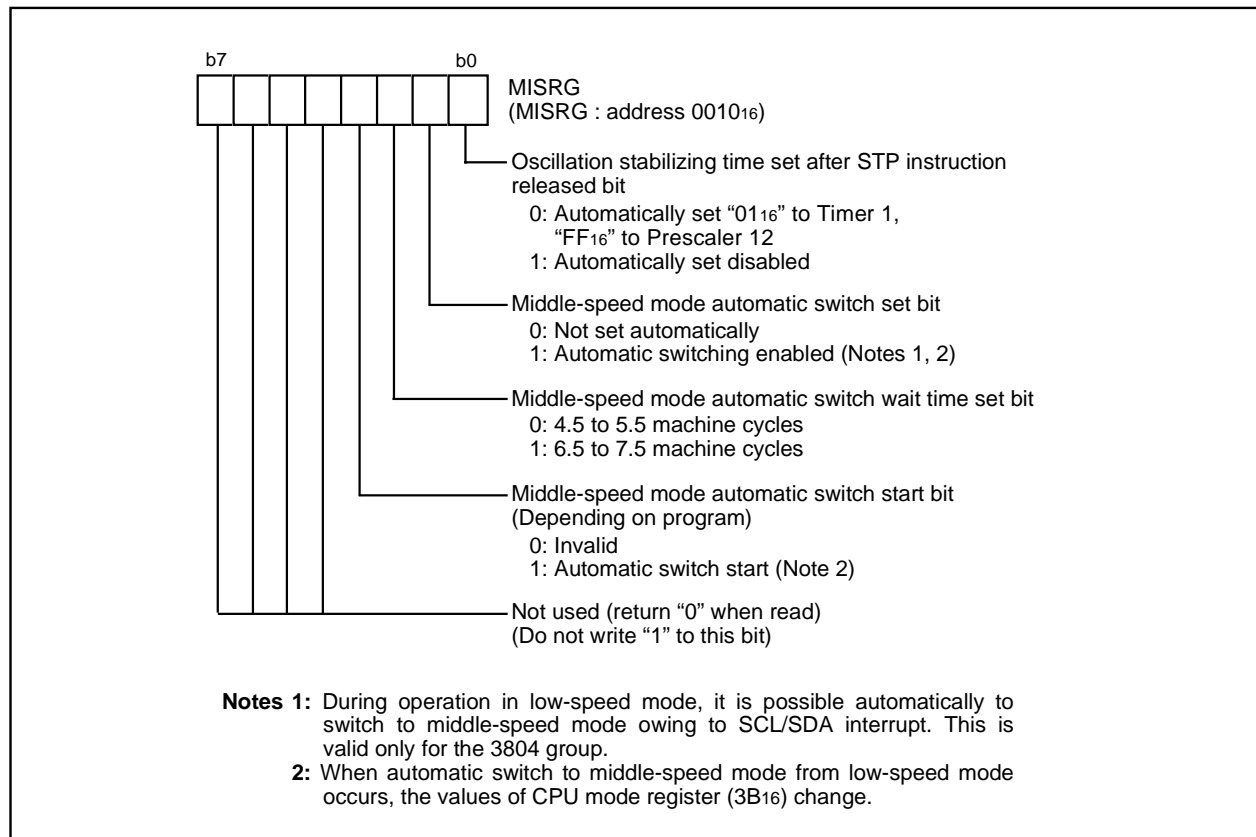 b7 b0
MISRG
(MISRG : address 0010₁₆)
Oscillation stabilizing time set after STP instruction
released bit
0: Automatically set “01₁₆” to Timer 1,
“FF₁₆” to Prescaler 12
1: Automatically set disabled
Middle-speed mode automatic switch set bit
0: Not set automatically
1: Automatic switching enabled (Notes 1, 2)
Middle-speed mode automatic switch wait time set bit
0: 4.5 to 5.5 machine cycles
1: 6.5 to 7.5 machine cycles
Middle-speed mode automatic switch start bit
(Depending on program)
0: Invalid
1: Automatic switch start (Note 2)
Not used (return “0” when read)
(Do not write “1” to this bit)
Notes 1: During operation in low-speed mode, it is possible automatically to
switch to middle-speed mode owing to SCL/SDA interrupt. This is
valid only for the 3804 group.
2: When automatic switch to middle-speed mode from low-speed mode
occurs, the values of CPU mode register (3B₁₆) change.